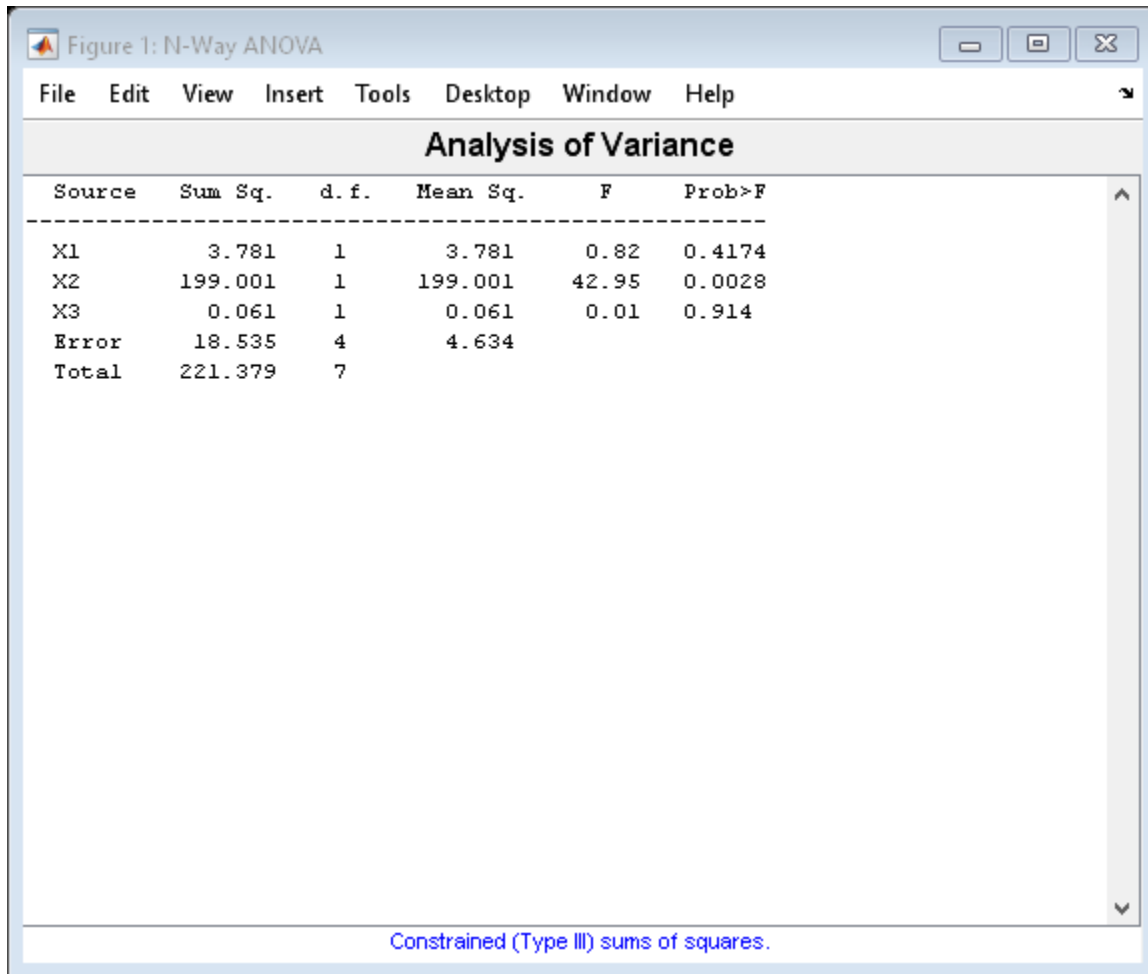 Figure 1: N-Way ANOVA
File Edit View Insert Tools Desktop Window Help
Analysis of Variance
Source Sum Sq. d.f. Mean Sq. F Prob>F
X1 3.781 1 3.781 0.82 0.4174
X2 199.001 1 199.001 42.95 0.0028
X3 0.061 1 0.061 0.01 0.914
Error 18.535 4 4.634
Total 221.379 7
Constrained (Type III) sums of squares.